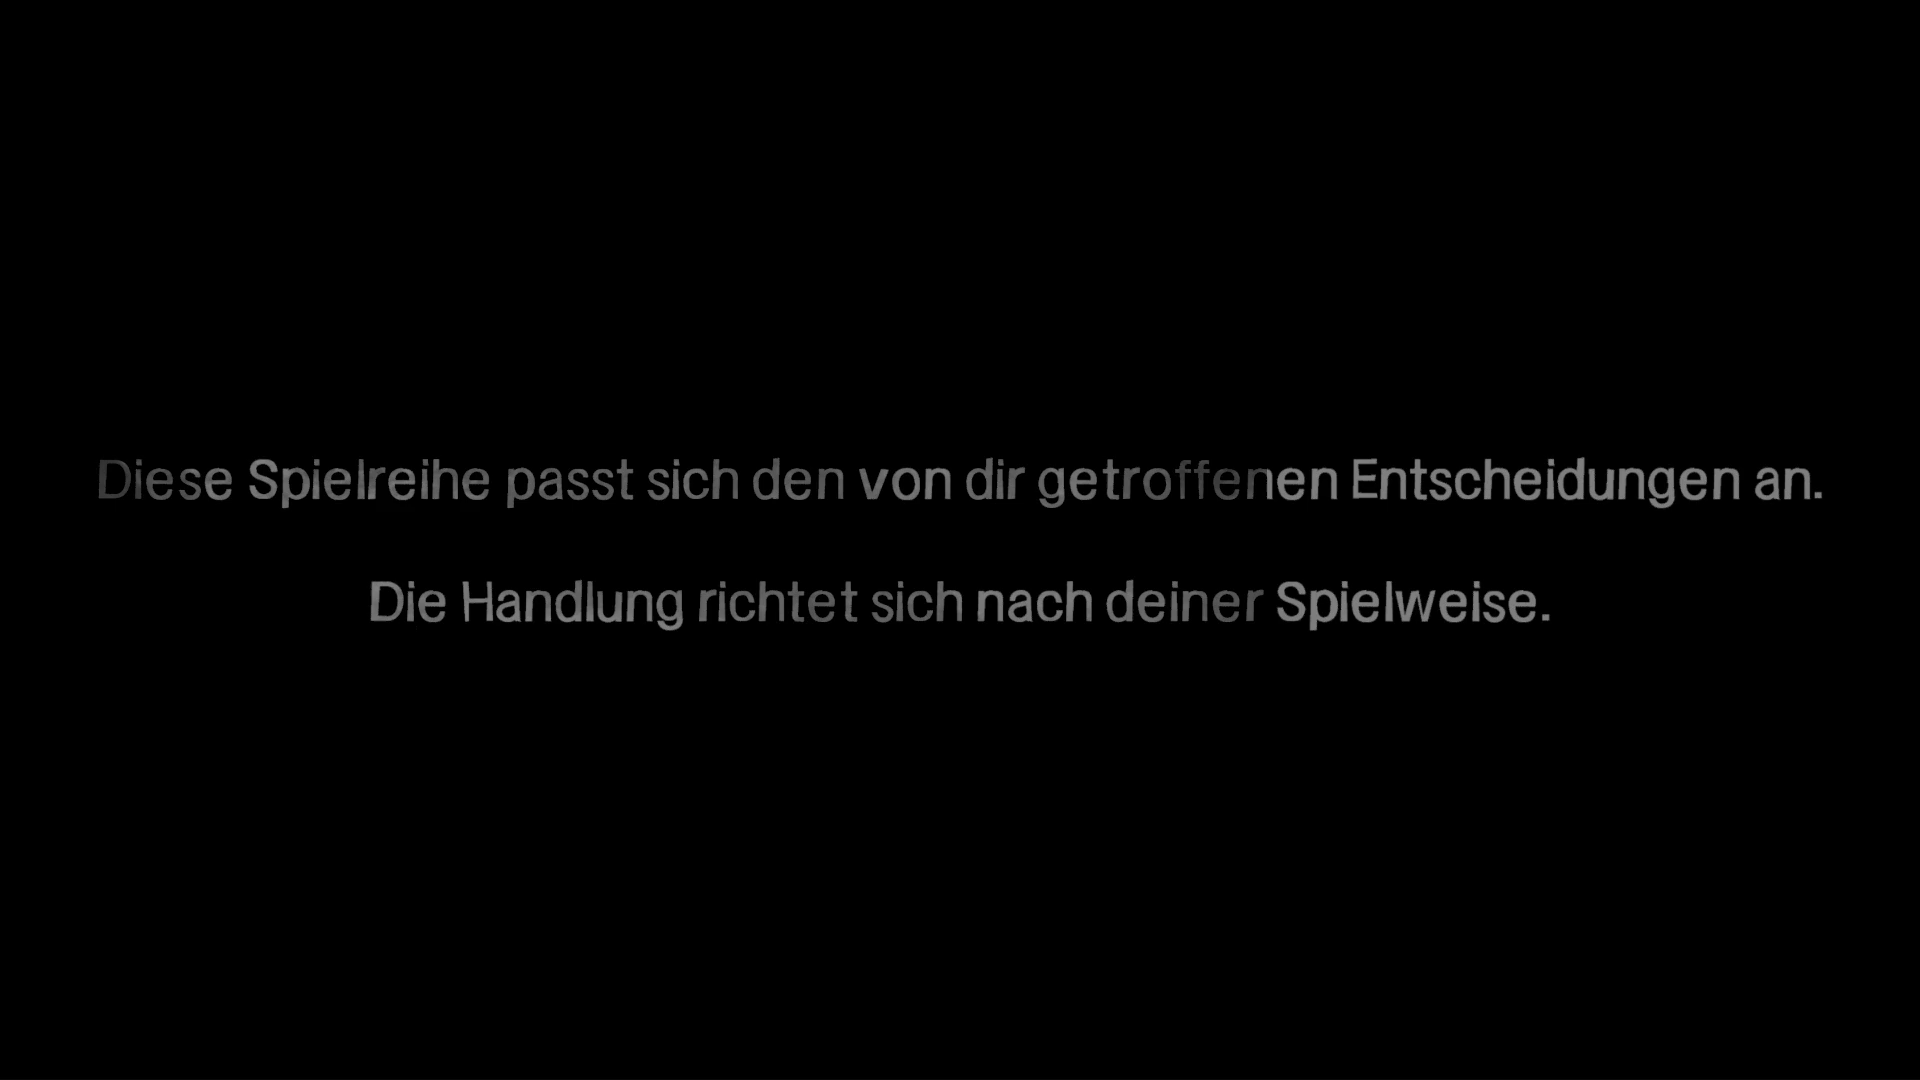 Diese Spielreihe passt sich den von dir getroffenen Entscheidungen an.
Die Handlung richtet sich nach deiner Spielweise.